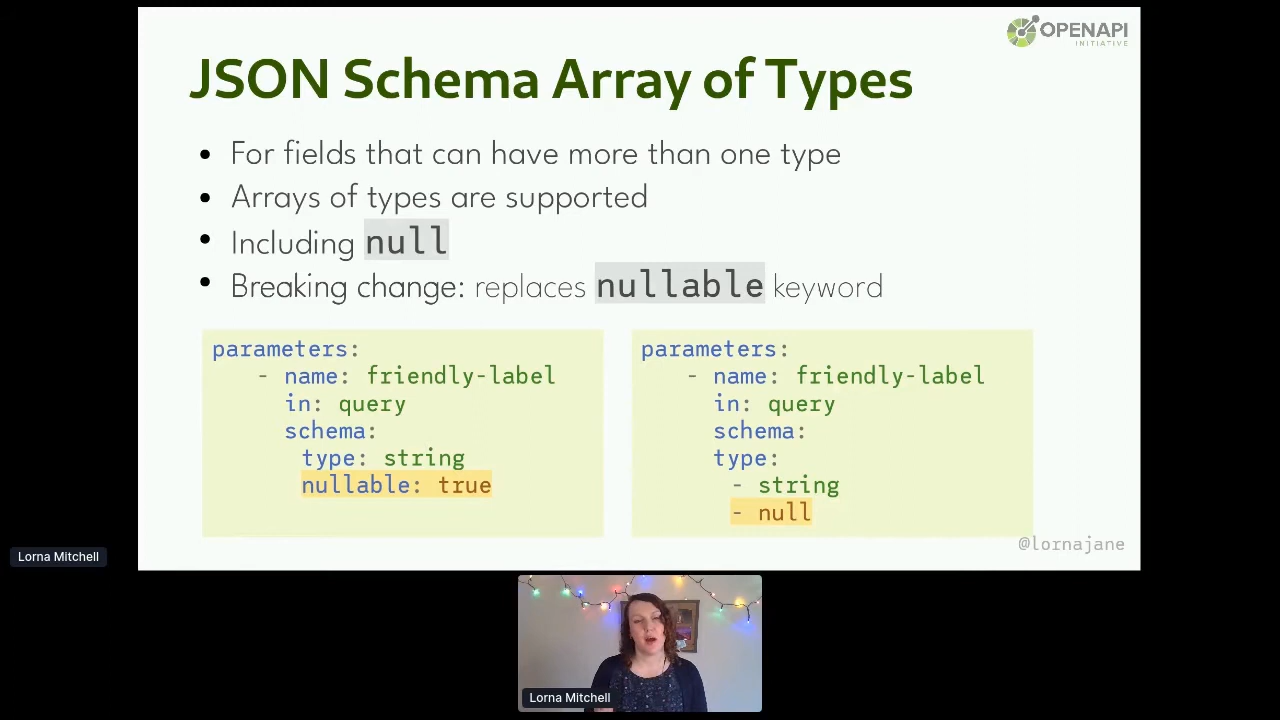 OPENAPI
INITIATIVE
JSON Schema Array of Types
• For fields that can have more than one type
• Arrays of types are supported
• Including null
• Breaking change: replaces nullable keyword
parameters:
- name: friendly-label
in: query
schema:
type: string
nullable: true
parameters:
- name: friendly-label
in: query
schema:
type:
- string
- null
@lornajane
Lorna Mitchell
Lorna Mitchell